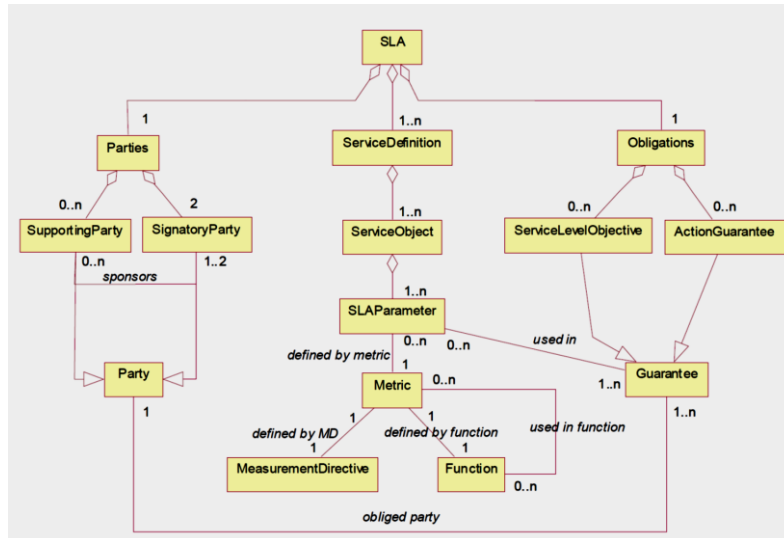 SLA
1
1..n
1
Parties
ServiceDefinition
Obligations
0..n
2
1..n
0..n
0..n
SupportingParty
SignatoryParty
ServiceObject
ServiceLevelObjective
ActionGuarantee
0..n
1..2
sponsors
1..n
SLAParameter
0..n
0..n
used in
defined by metric
1
1..n
Party
Metric
0..n
Guarantee
1
1..n
1
1
defined by MD
defined by function
used in function
1
1
MeasurementDirective
Function
0..n
obliged party